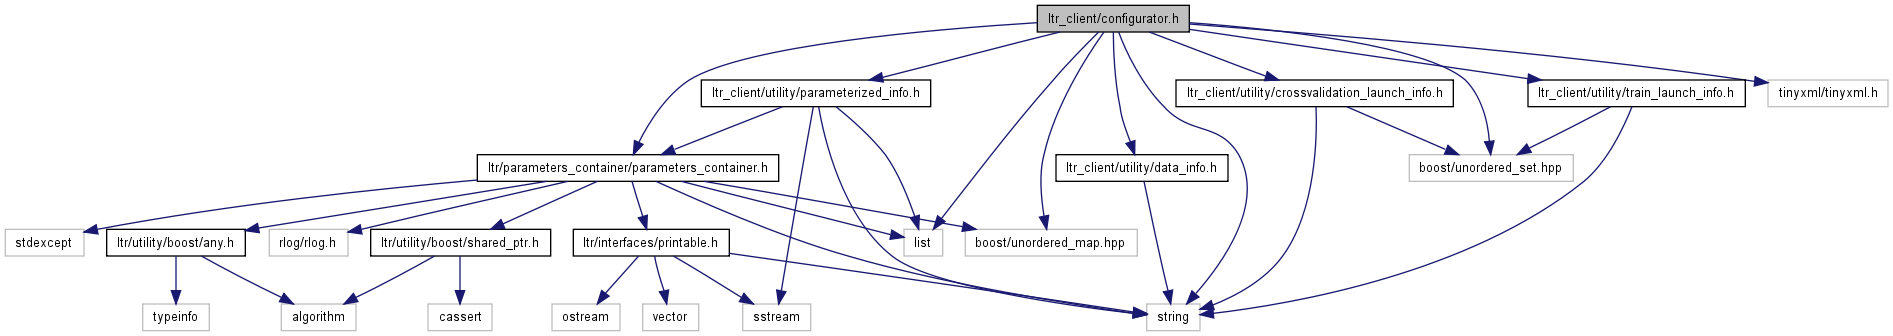 ltr_client/configurator.h
ltr_client/utility/parameterized_info.h
ltr_client/utility/crossvalidation_launch_info.h
ltr_client/utility/train_launch_info.h
tinyxml/tinyxml.h
ltr/parameters_container/parameters_container.h
ltr_client/utility/data_info.h
boost/unordered_set.hpp
stdexcept
ltr/utility/boost/any.h
rlog/rlog.h
ltr/utility/boost/shared_ptr.h
ltr/interfaces/printable.h
list
boost/unordered_map.hpp
typeinfo
algorithm
cassert
ostream
vector
sstream
string